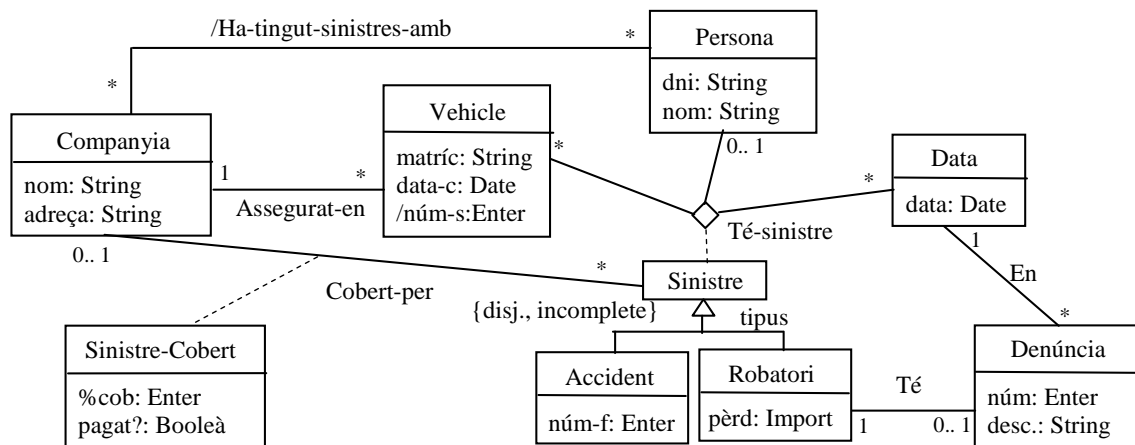 /Ha-tingut-sinistres-amb
*
*
Persona
dni: String
nom: String
0.. 1
Companyia
nom: String
adreça: String
0.. 1
1
*
Assegurat-en
Vehicle
matríc: String
data-c: Date
/núm-s:Enter
*
*
Data
data: Date
1
Té-sinistre
En
*
Cobert-per
*
Sinistre
{disj., incomplete}
tipus
Sinistre-Cobert
%cob: Enter
pagat?: Booleà
Accident
núm-f: Enter
Robatori
pèrd: Import
1
Té
0.. 1
Denúncia
núm: Enter
desc.: String